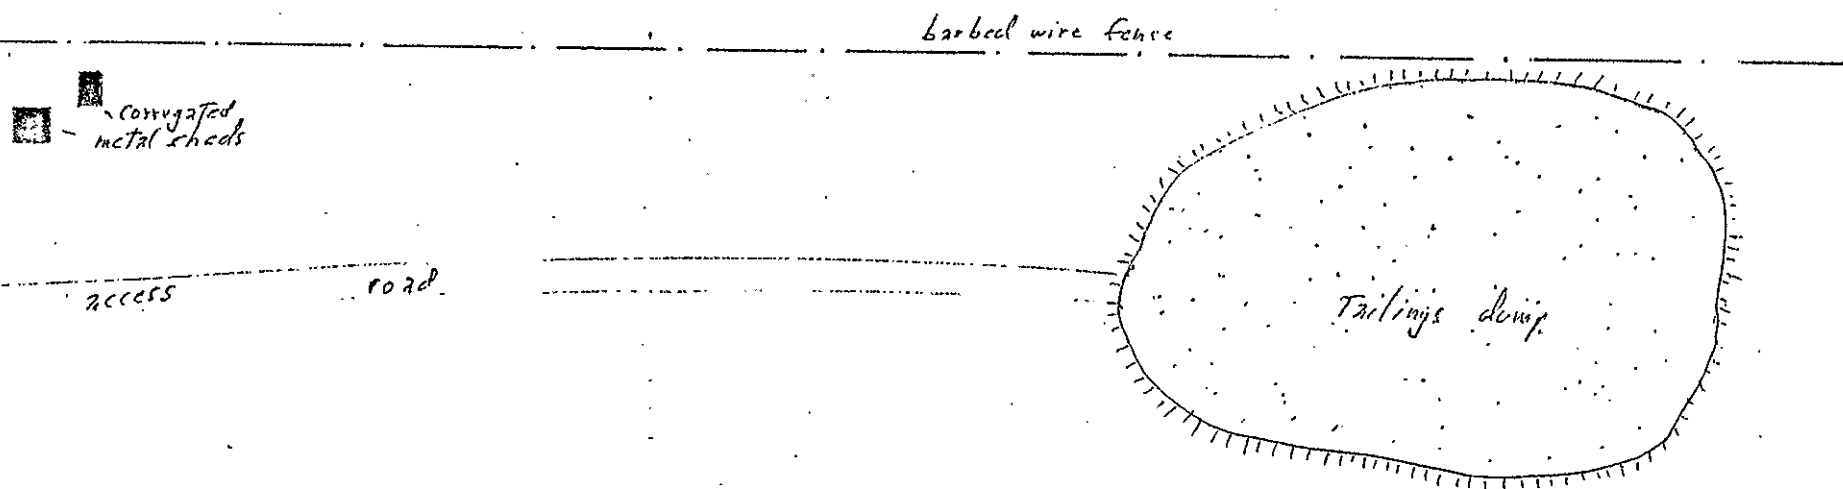 barbed wire fence
corrugated
metal sheds
access road
Tailings dump